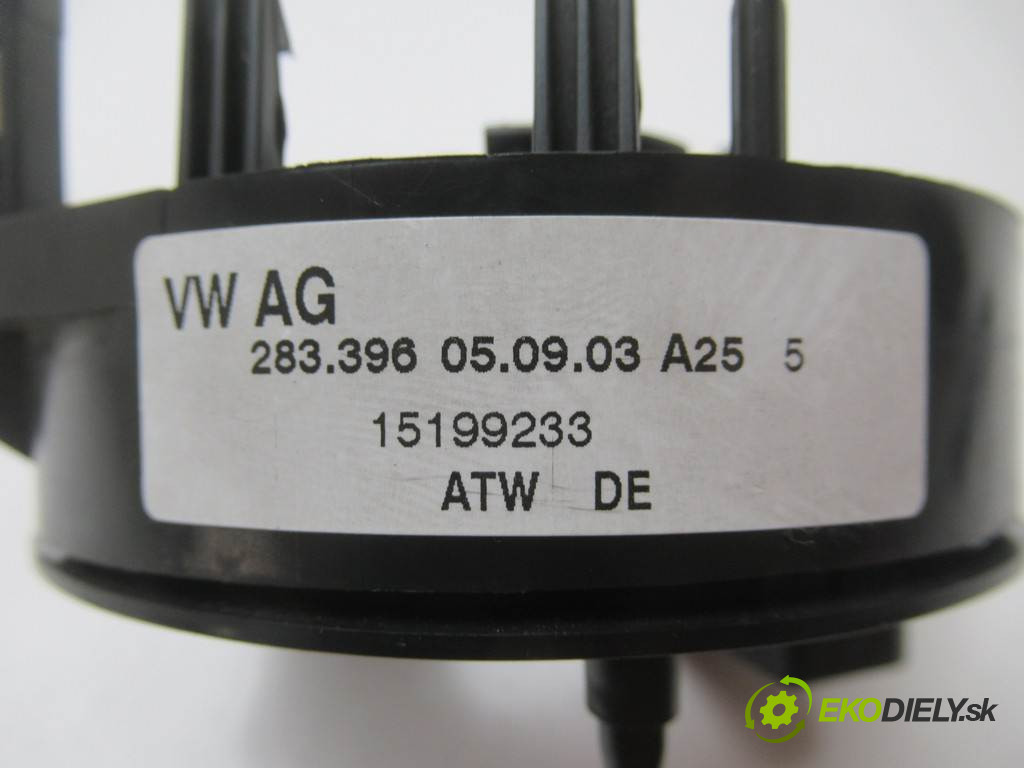 VW AG
283.396 05.09.03 A25 5
15199233
ATW DE
EKODIELY.sk